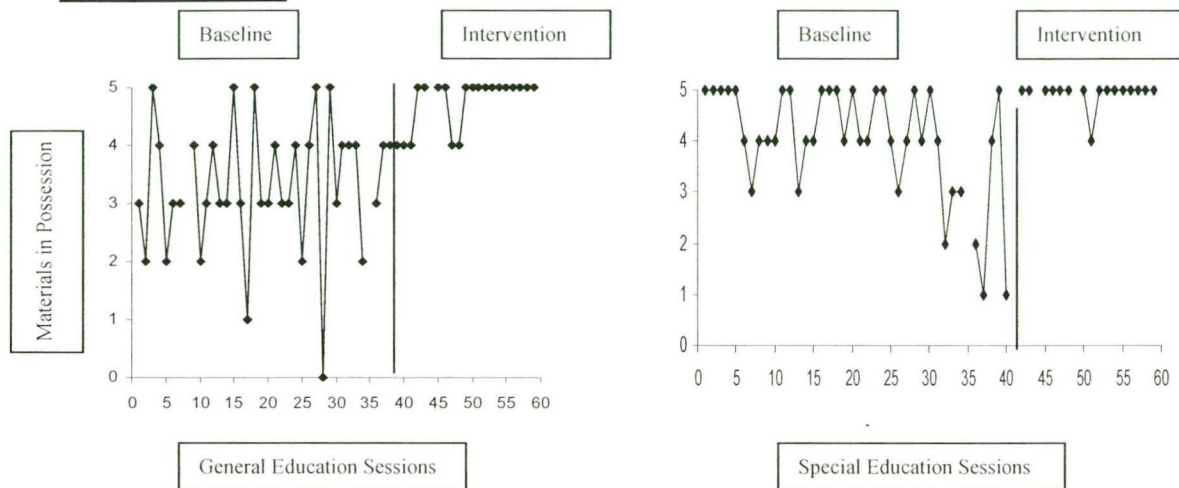 Baseline
Intervention
Baseline
Intervention
Materials in Possession
5
4
3
2
1
0
0 5 10 15 20 25 30 35 40 45 50 55 60
5
4
3
2
1
0
0 5 10 15 20 25 30 35 40 45 50 55 60
General Education Sessions
Special Education Sessions